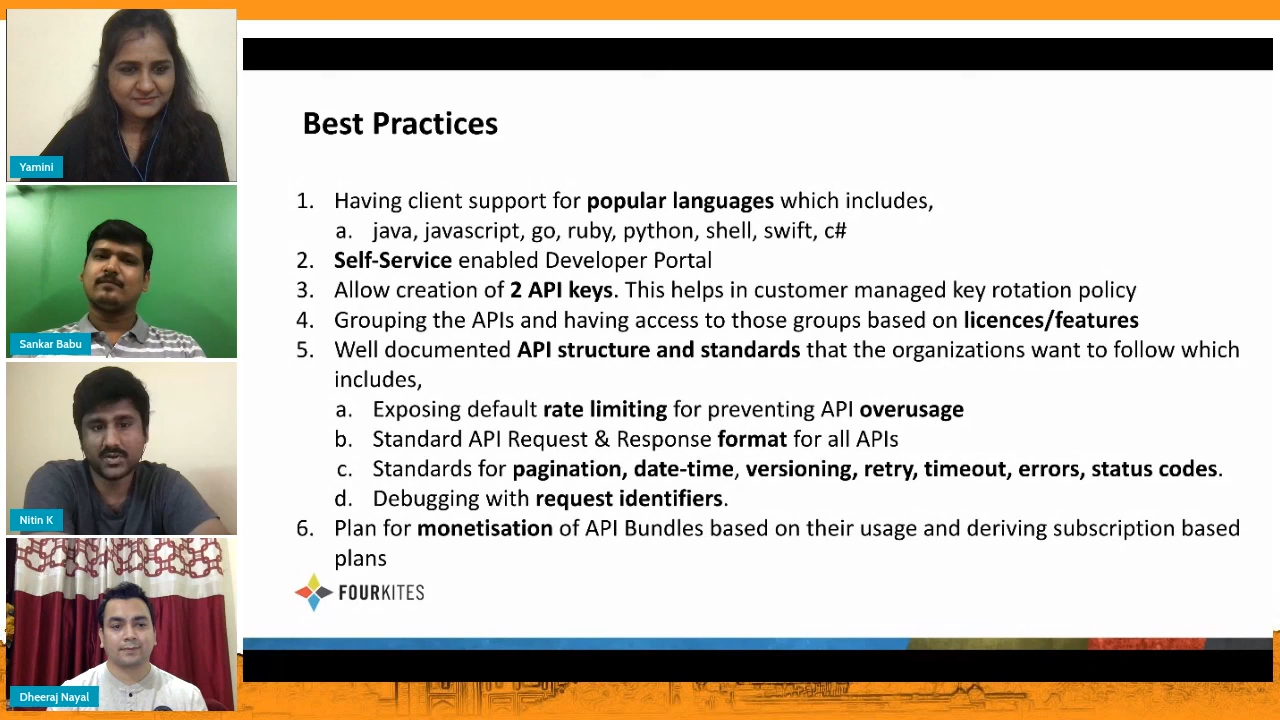 Yamini
Sankar Babu
Nitin K
Dheeraj Nayal
Best Practices
1. Having client support for popular languages which includes,
a. java, javascript, go, ruby, python, shell, swift, c#
2. Self-Service enabled Developer Portal
3. Allow creation of 2 API keys. This helps in customer managed key rotation policy
4. Grouping the APIs and having access to those groups based on licences/features
5. Well documented API structure and standards that the organizations want to follow which
includes,
a. Exposing default rate limiting for preventing API overusage
b. Standard API Request & Response format for all APIs
c. Standards for pagination, date-time, versioning, retry, timeout, errors, status codes.
d. Debugging with request identifiers.
6. Plan for monetisation of API Bundles based on their usage and deriving subscription based
plans
FOURKITES